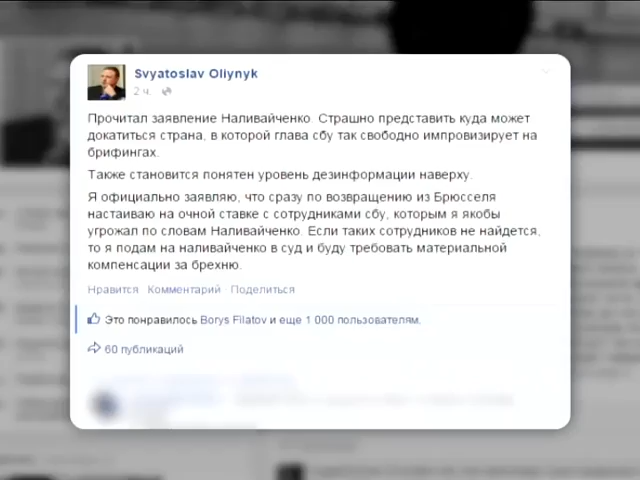 Svyatoslav Oliynyk
2 ч.
Прочитал заявление Наливайченко. Страшно представить куда может
докатиться страна, в которой глава сбу так свободно импровизирует на
брифингах.
Также становится понятен уровень дезинформации наверху.
Я официально заявляю, что сразу по возвращению из Брюсселя
настаиваю на очной ставке с сотрудниками сбу, которым я якобы
угрожал по словам Наливайченко. Если таких сотрудников не найдется,
то я подам на наливайченко в суд и буду требовать материальной
компенсации за брехню.
Нравится Комментарий Поделиться
Это понравилось Borys Filatov и еще 1 000 пользователям.
60 публикаций